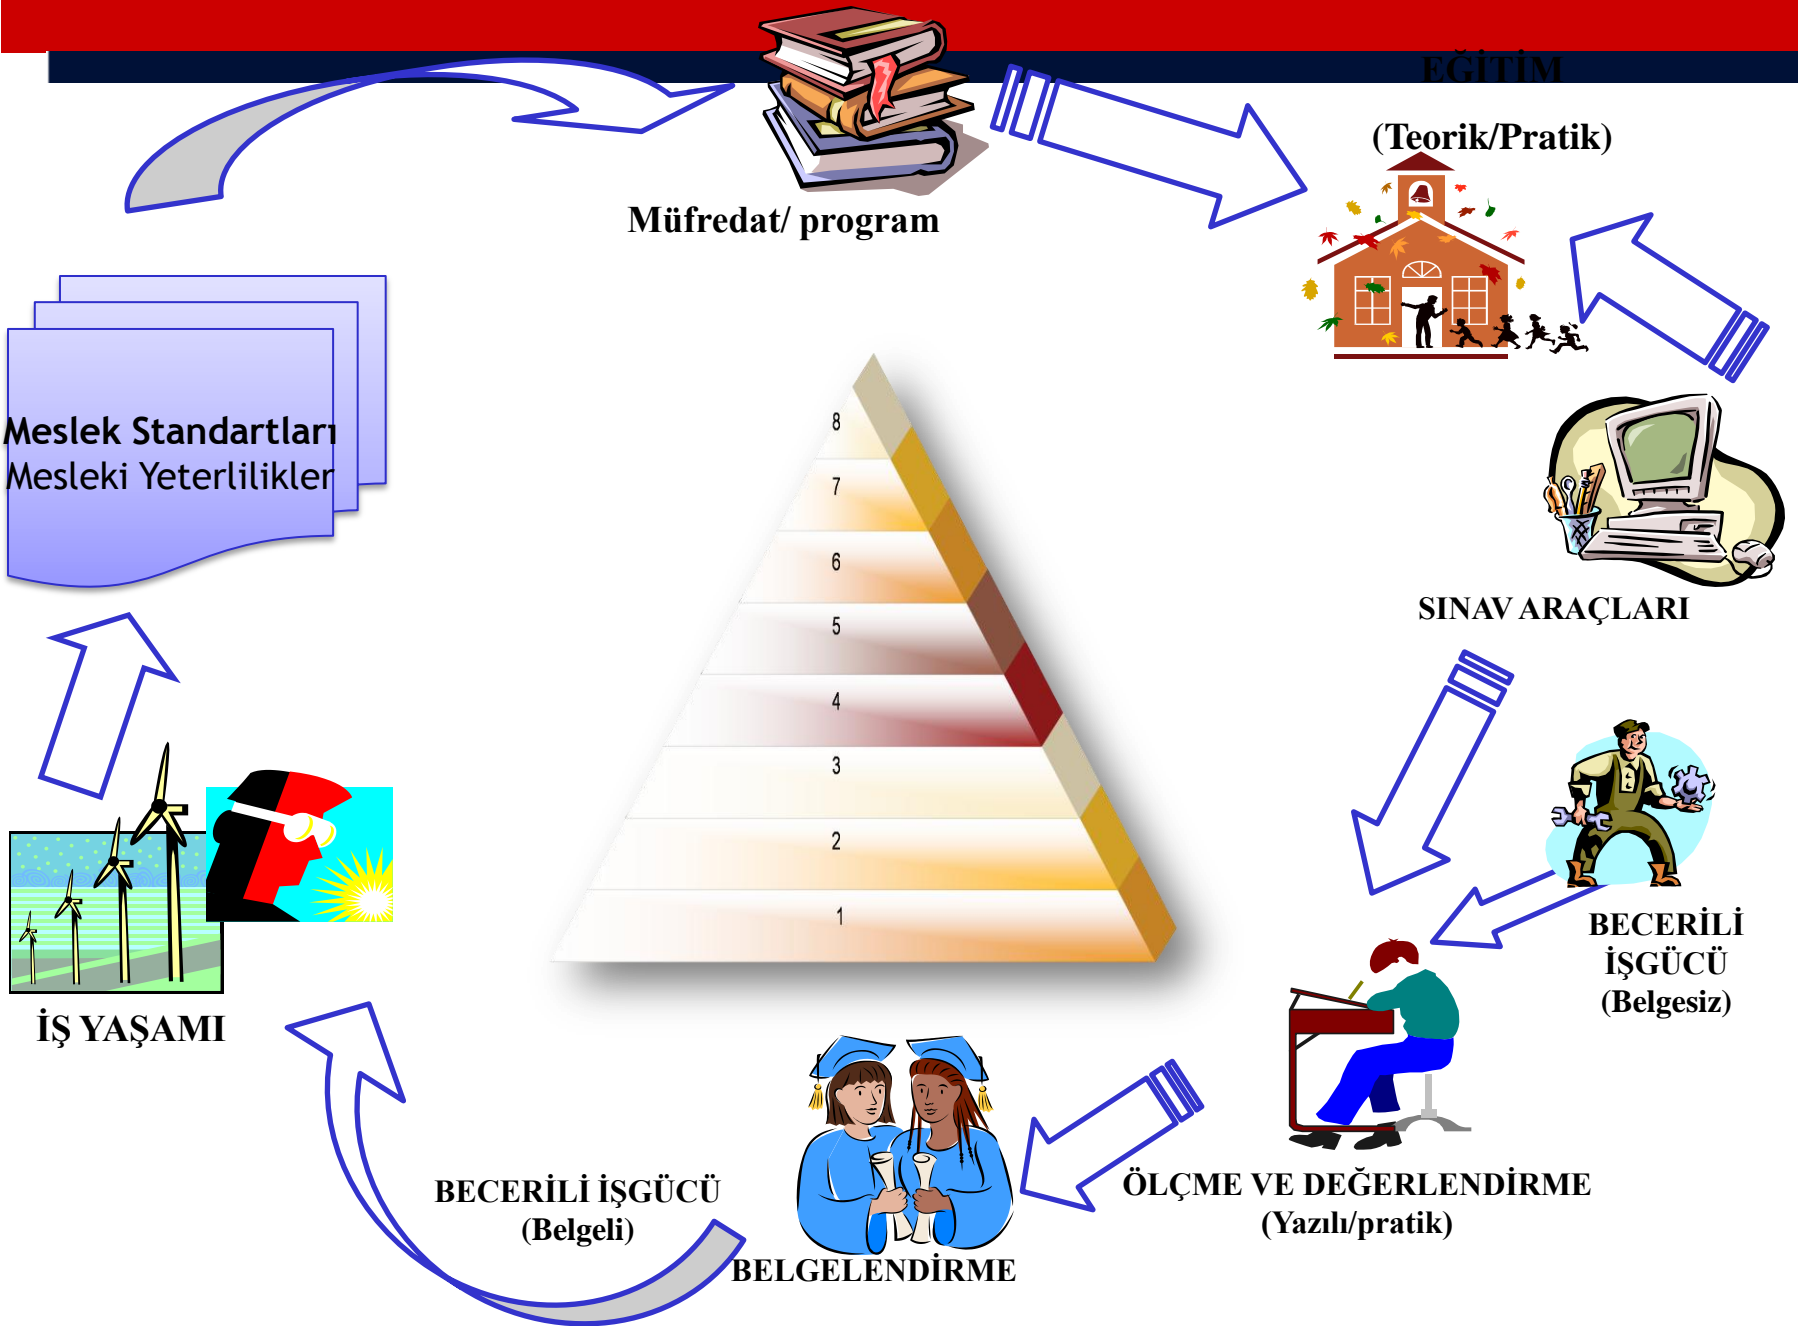 EĞİTİM
(Teorik/Pratik)
Müfredat/ program
Meslek Standartları
Mesleki Yeterlilikler
8
7
6
5
4
3
2
1
SINAV ARAÇLARI
BECERİLİ
İŞGÜCÜ
(Belgesiz)
İŞ YAŞAMI
ÖLÇME VE DEĞERLENDİRME
(Yazılı/pratik)
BECERİLİ İŞGÜCÜ
(Belgeli)
BELGELENDİRME